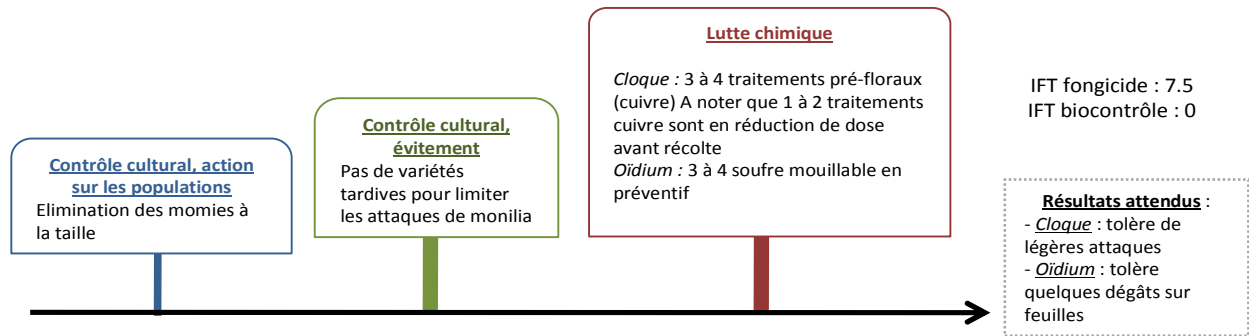 Contrôle cultural, action
sur les populations
Elimination des momies à
la taille
Contrôle cultural,
évitement
Pas de variétés
tardives pour limiter
les attaques de monilia
Lutte chimique
Cloque : 3 à 4 traitements pré-floraux
(cuivre) A noter que 1 à 2 traitements
cuivre sont en réduction de dose
avant récolte
Oïdium : 3 à 4 soufre mouillable en
préventif
IFT fongicide : 7.5
IFT biocontrôle : 0
Résultats attendus :
- Cloque : tolère de
légères attaques
- Oïdium : tolère
quelques dégâts sur
feuilles